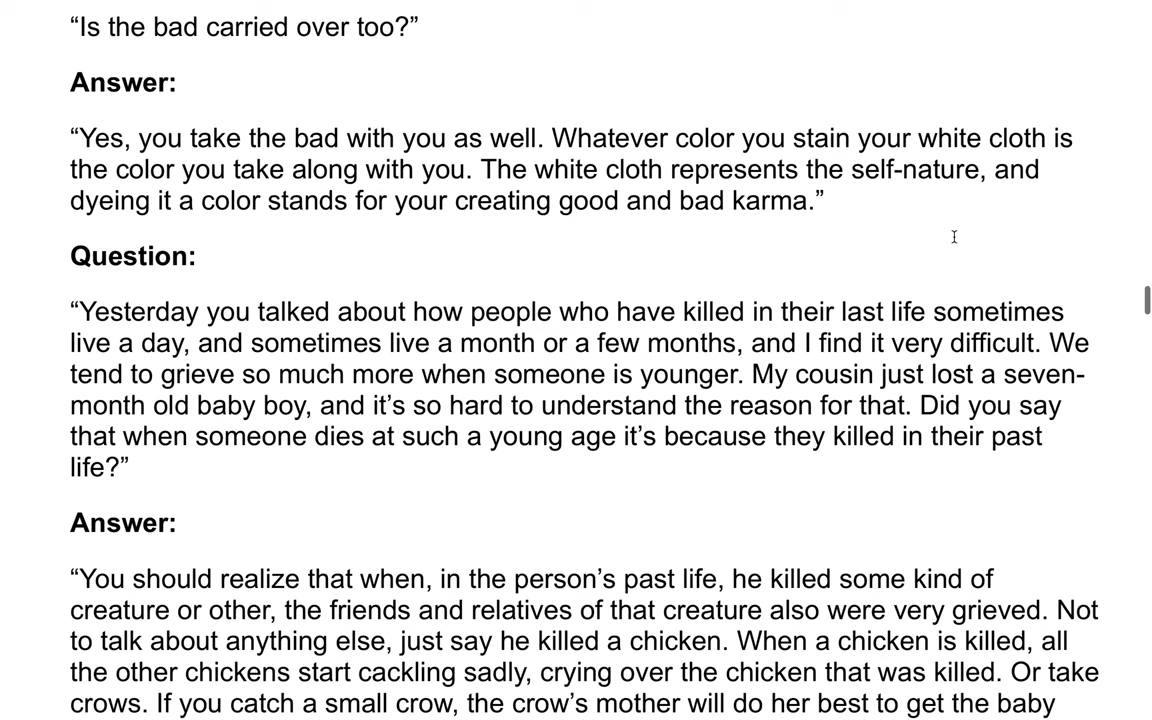 “Is the bad carried over too?”
Answer:
“Yes, you take the bad with you as well. Whatever color you stain your white cloth is
the color you take along with you. The white cloth represents the self-nature, and
dyeing it a color stands for your creating good and bad karma.”
Question:
“Yesterday you talked about how people who have killed in their last life sometimes
live a day, and sometimes live a month or a few months, and I find it very difficult. We
tend to grieve so much more when someone is younger. My cousin just lost a seven-
month old baby boy, and it’s so hard to understand the reason for that. Did you say
that when someone dies at such a young age it’s because they killed in their past
life?”
Answer:
“You should realize that when, in the person’s past life, he killed some kind of
creature or other, the friends and relatives of that creature also were very grieved. Not
to talk about anything else, just say he killed a chicken. When a chicken is killed, all
the other chickens start cackling sadly, crying over the chicken that was killed. Or take
crows. If you catch a small crow, the crow’s mother will do her best to get the baby